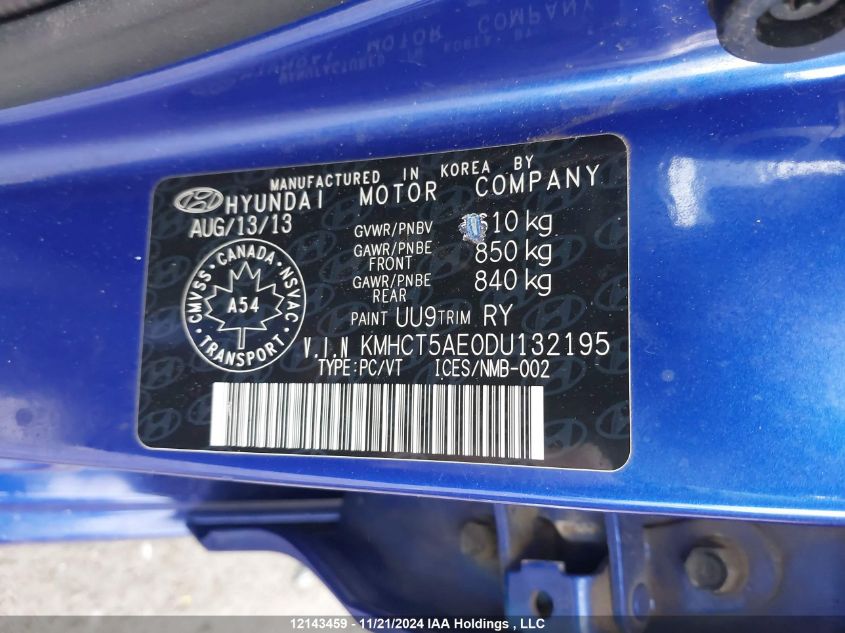 MANUFACTURED IN KOREA BY
HYUNDAI MOTOR COMPANY
AUG/13/13
GVWR/PNBV 10 kg
GAWR/PNBE FRONT 850 kg
GAWR/PNBE REAR 840 kg
CMVSS · CANADA · NSVAC · TRANSPORT
A54
PAINT UU9 TRIM RY
V.I.N KMHCT5AE0DU132195
TYPE:PC/VT ICES/NMB-002
12143459 - 11/21/2024 IAA Holdings , LLC